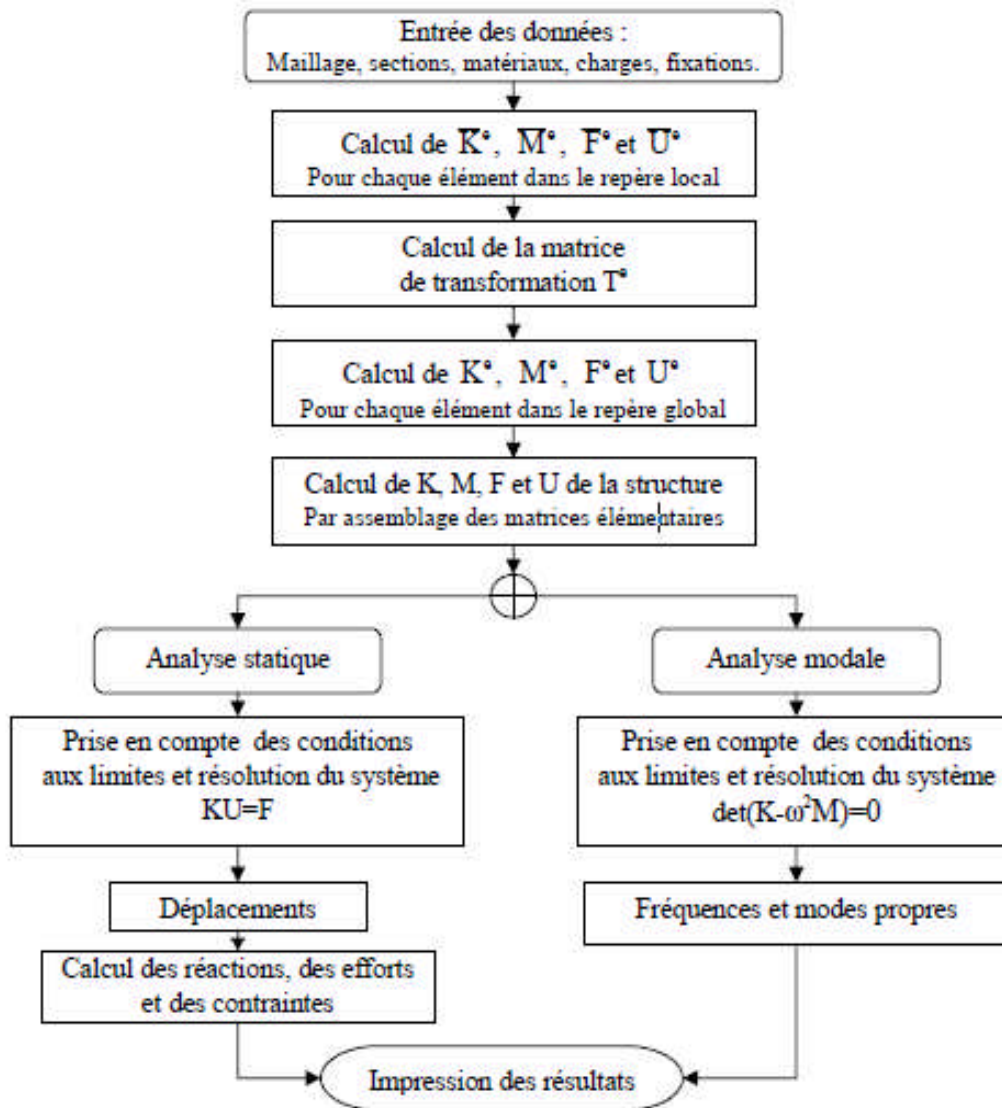 Entrée des données :
Maillage, sections, matériaux, charges, fixations.
Calcul de K̅ᵉ, M̅ᵉ, F̅ᵉ et U̅ᵉ
Pour chaque élément dans le repère local
Calcul de la matrice
de transformation Tᵉ
Calcul de Kᵉ, Mᵉ, Fᵉ et Uᵉ
Pour chaque élément dans le repère global
Calcul de K, M, F et U de la structure
Par assemblage des matrices élémentaires
Analyse statique
Prise en compte des conditions
aux limites et résolution du système
KU=F
Déplacements
Calcul des réactions, des efforts
et des contraintes
Analyse modale
Prise en compte des conditions
aux limites et résolution du système
det(K-ω²M)=0
Fréquences et modes propres
Impression des résultats